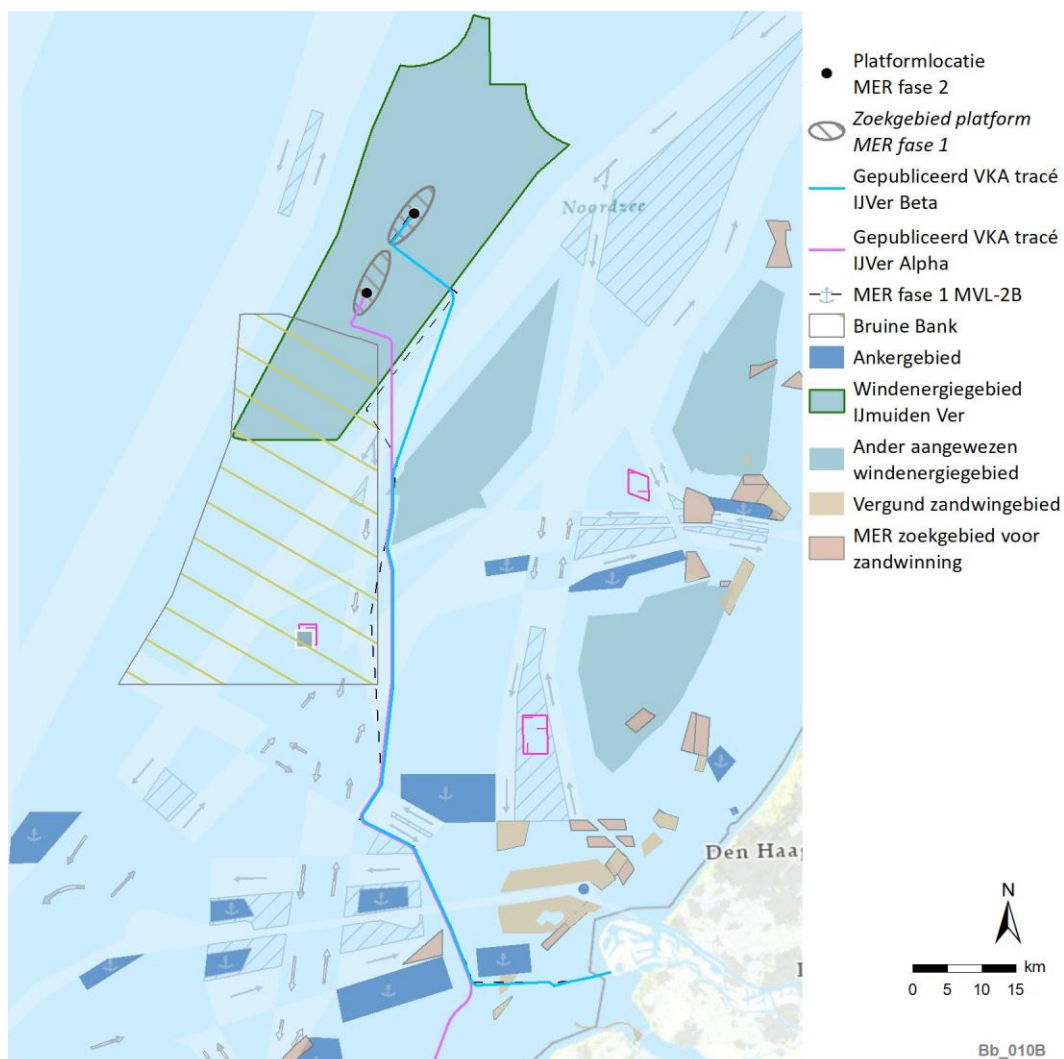 Noordzee
Den Haag
Platformlocatie
MER fase 2
Zoekgebied platform
MER fase 1
Gepubliceerd VKA tracé
IJVer Beta
Gepubliceerd VKA tracé
IJVer Alpha
MER fase 1 MVL-2B
Bruine Bank
Ankergebied
Windenergiegebied
IJmuiden Ver
Ander aangewezen
windenergiegebied
Vergund zandwingebied
MER zoekgebied voor
zandwinning
N
km
0 5 10 15
Bb_010B